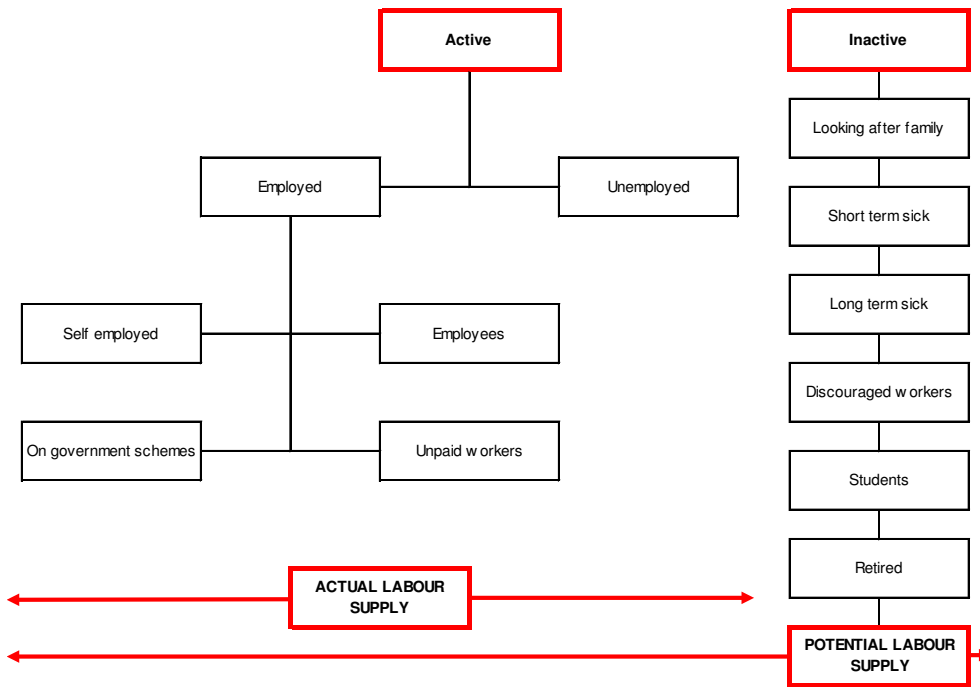 Active
Inactive
Looking after family
Employed
Unemployed
Short term sick
Long term sick
Self employed
Employees
Discouraged workers
On government schemes
Unpaid workers
Students
Retired
ACTUAL LABOUR
SUPPLY
POTENTIAL LABOUR
SUPPLY